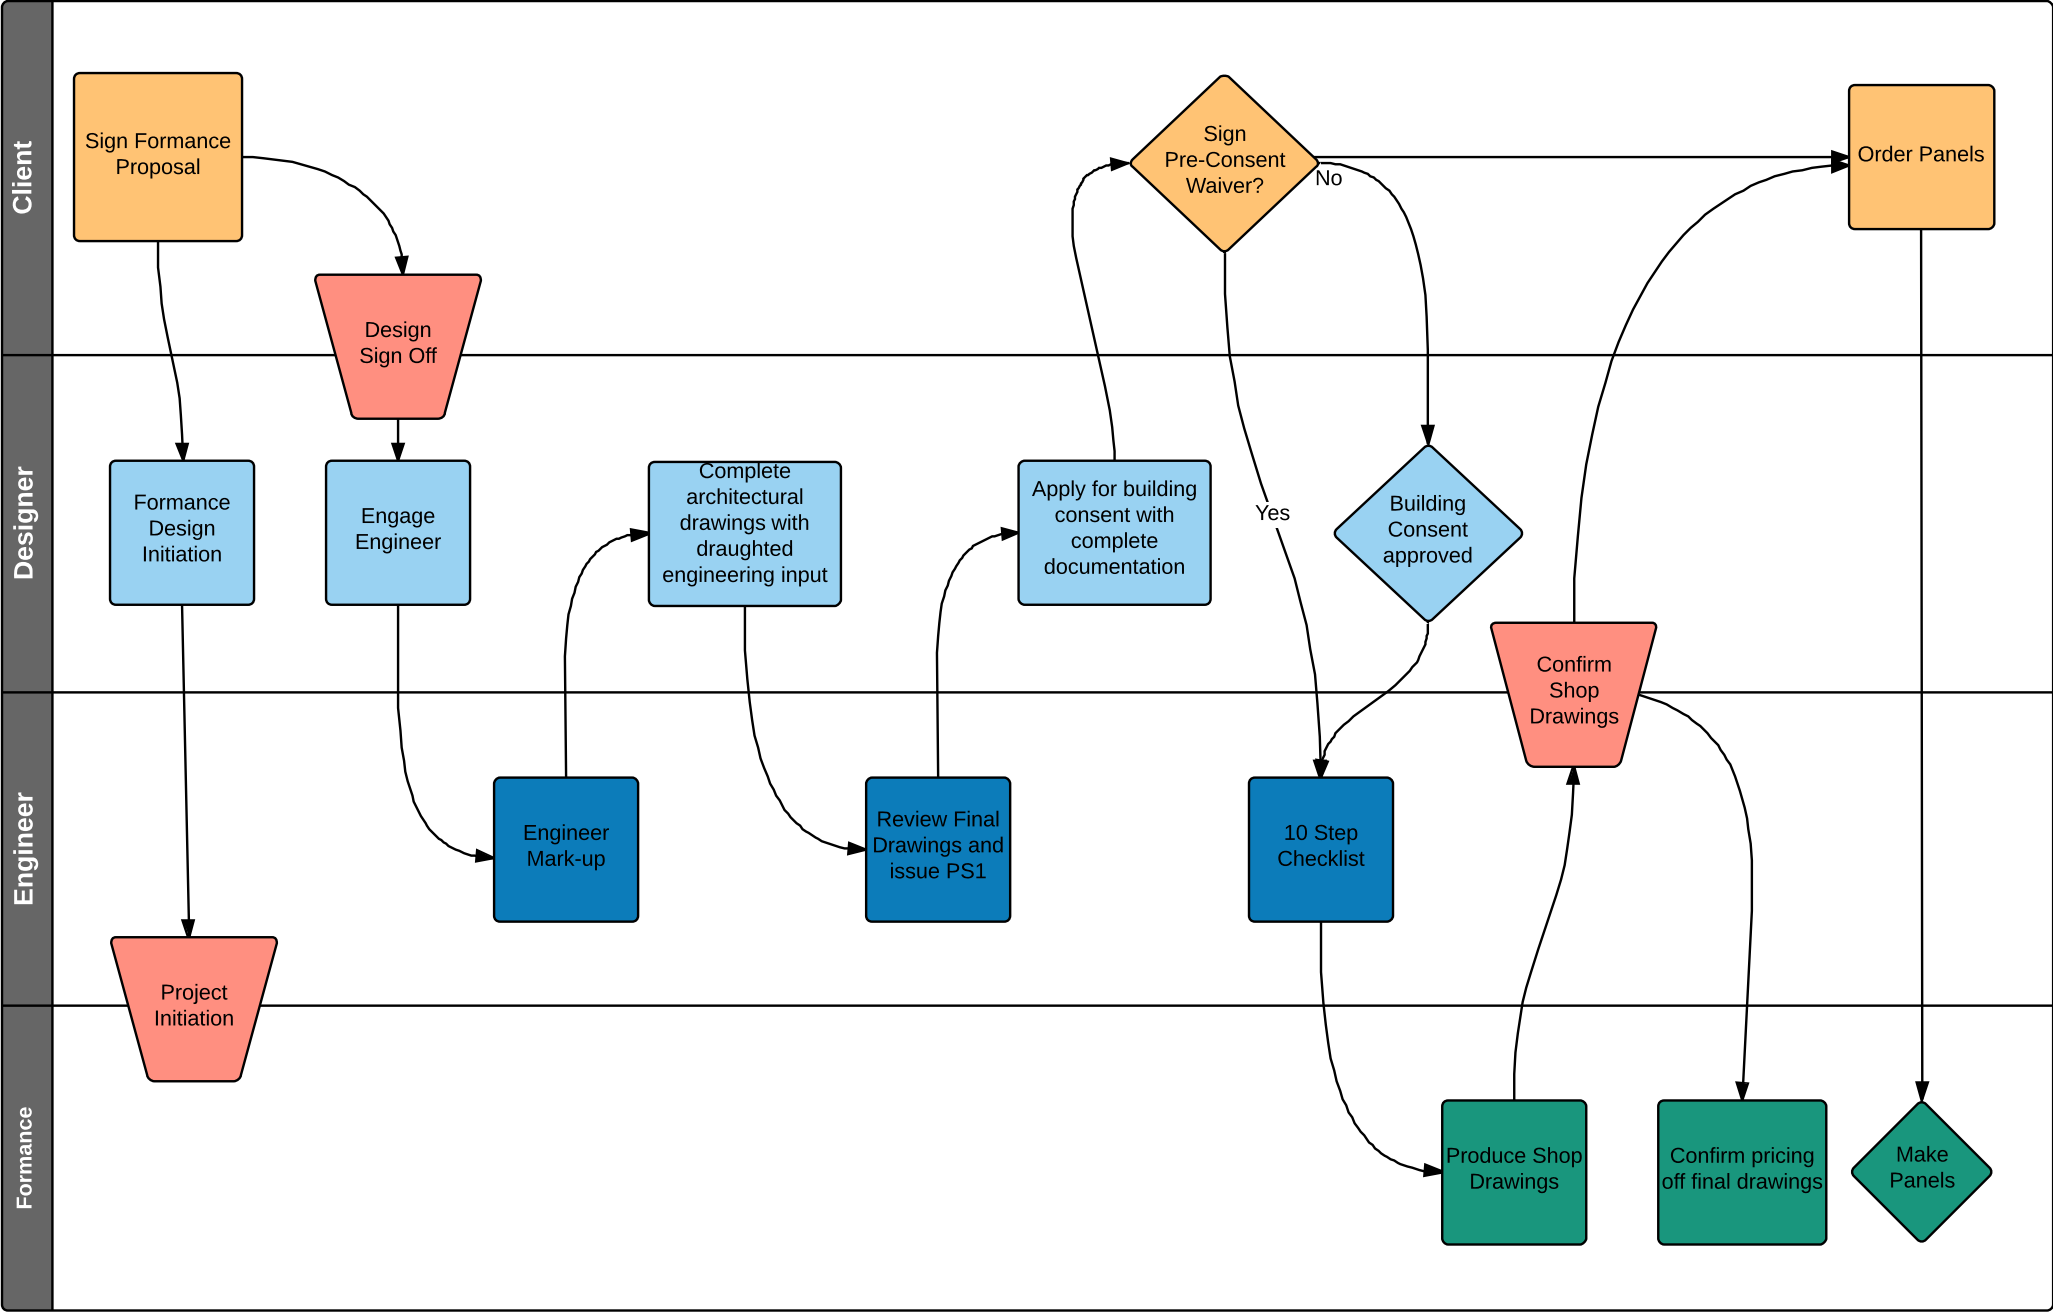 Client
Sign Formance
Proposal
Design
Sign Off
Sign
Pre-Consent
Waiver?
No
Order Panels
Designer
Formance
Design
Initiation
Engage
Engineer
Complete
architectural
drawings with
draughted
engineering input
Apply for building
consent with
complete
documentation
Yes
Building
Consent
approved
Confirm
Shop
Drawings
Engineer
Engineer
Mark-up
Review Final
Drawings and
issue PS1
10 Step
Checklist
Project
Initiation
Formance
Produce Shop
Drawings
Confirm pricing
off final drawings
Make
Panels